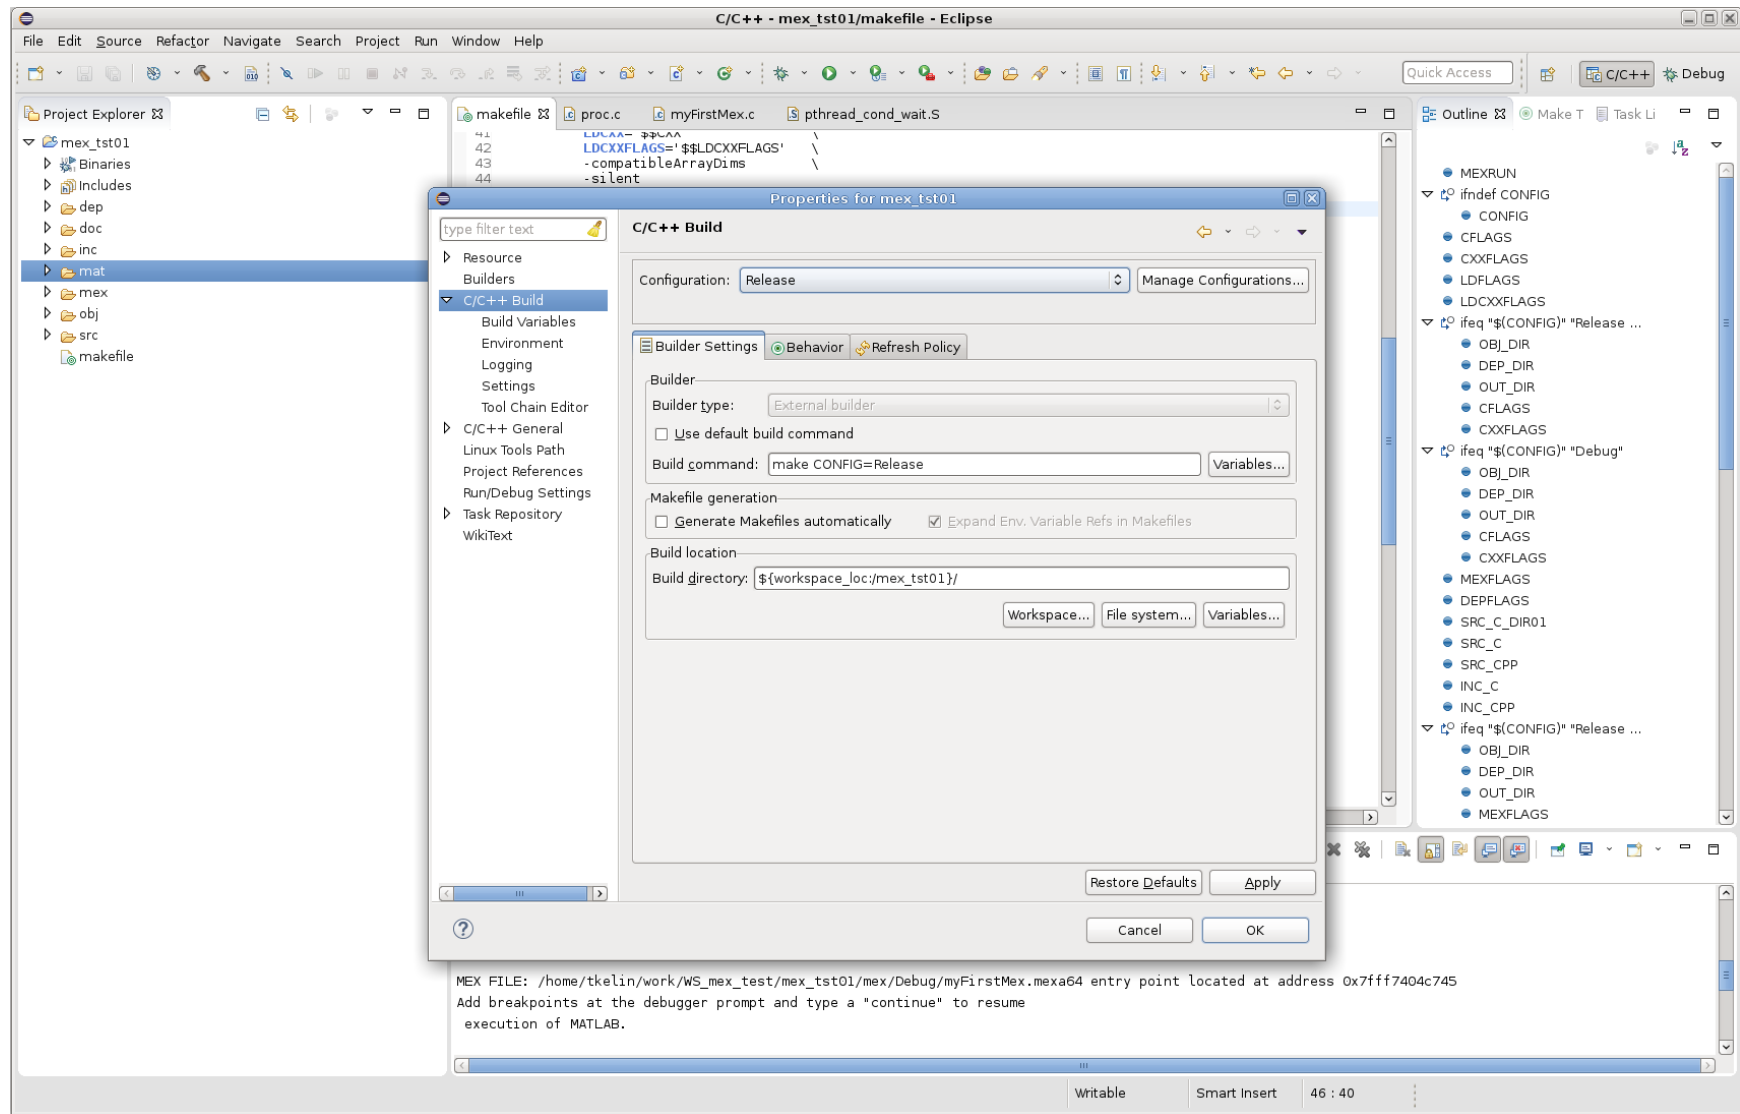 C/C++ - mex_tst01/makefile - Eclipse
File Edit Source Refactor Navigate Search Project Run Window Help
Quick Access
C/C++
Debug
Project Explorer
mex_tst01
Binaries
Includes
dep
doc
inc
mat
mex
obj
src
makefile
makefile
proc.c
myFirstMex.c
pthread_cond_wait.S
41 LDCXX= $$CXX \
42 LDCXXFLAGS='$$LDCXXFLAGS' \
43 -compatibleArrayDims \
44 -silent
Properties for mex_tst01
type filter text
Resource
Builders
C/C++ Build
Build Variables
Environment
Logging
Settings
Tool Chain Editor
C/C++ General
Linux Tools Path
Project References
Run/Debug Settings
Task Repository
WikiText
C/C++ Build
Configuration: Release
Manage Configurations...
Builder Settings
Behavior
Refresh Policy
Builder
Builder type: External builder
Use default build command
Build command: make CONFIG=Release
Variables...
Makefile generation
Generate Makefiles automatically
Expand Env. Variable Refs in Makefiles
Build location
Build directory: ${workspace_loc:/mex_tst01}/
Workspace...
File system...
Variables...
Restore Defaults
Apply
Cancel
OK
Outline
Make T
Task Li
MEXRUN
ifndef CONFIG
CONFIG
CFLAGS
CXXFLAGS
LDFLAGS
LDCXXFLAGS
ifeq "$(CONFIG)" "Release ...
OBJ_DIR
DEP_DIR
OUT_DIR
CFLAGS
CXXFLAGS
ifeq "$(CONFIG)" "Debug"
OBJ_DIR
DEP_DIR
OUT_DIR
CFLAGS
CXXFLAGS
MEXFLAGS
DEPFLAGS
SRC_C_DIR01
SRC_C
SRC_CPP
INC_C
INC_CPP
ifeq "$(CONFIG)" "Release ...
OBJ_DIR
DEP_DIR
OUT_DIR
MEXFLAGS
MEX FILE: /home/tkelin/work/WS_mex_test/mex_tst01/mex/Debug/myFirstMex.mexa64 entry point located at address 0x7fff7404c745
Add breakpoints at the debugger prompt and type a "continue" to resume
execution of MATLAB.
Writable
Smart Insert
46 : 40